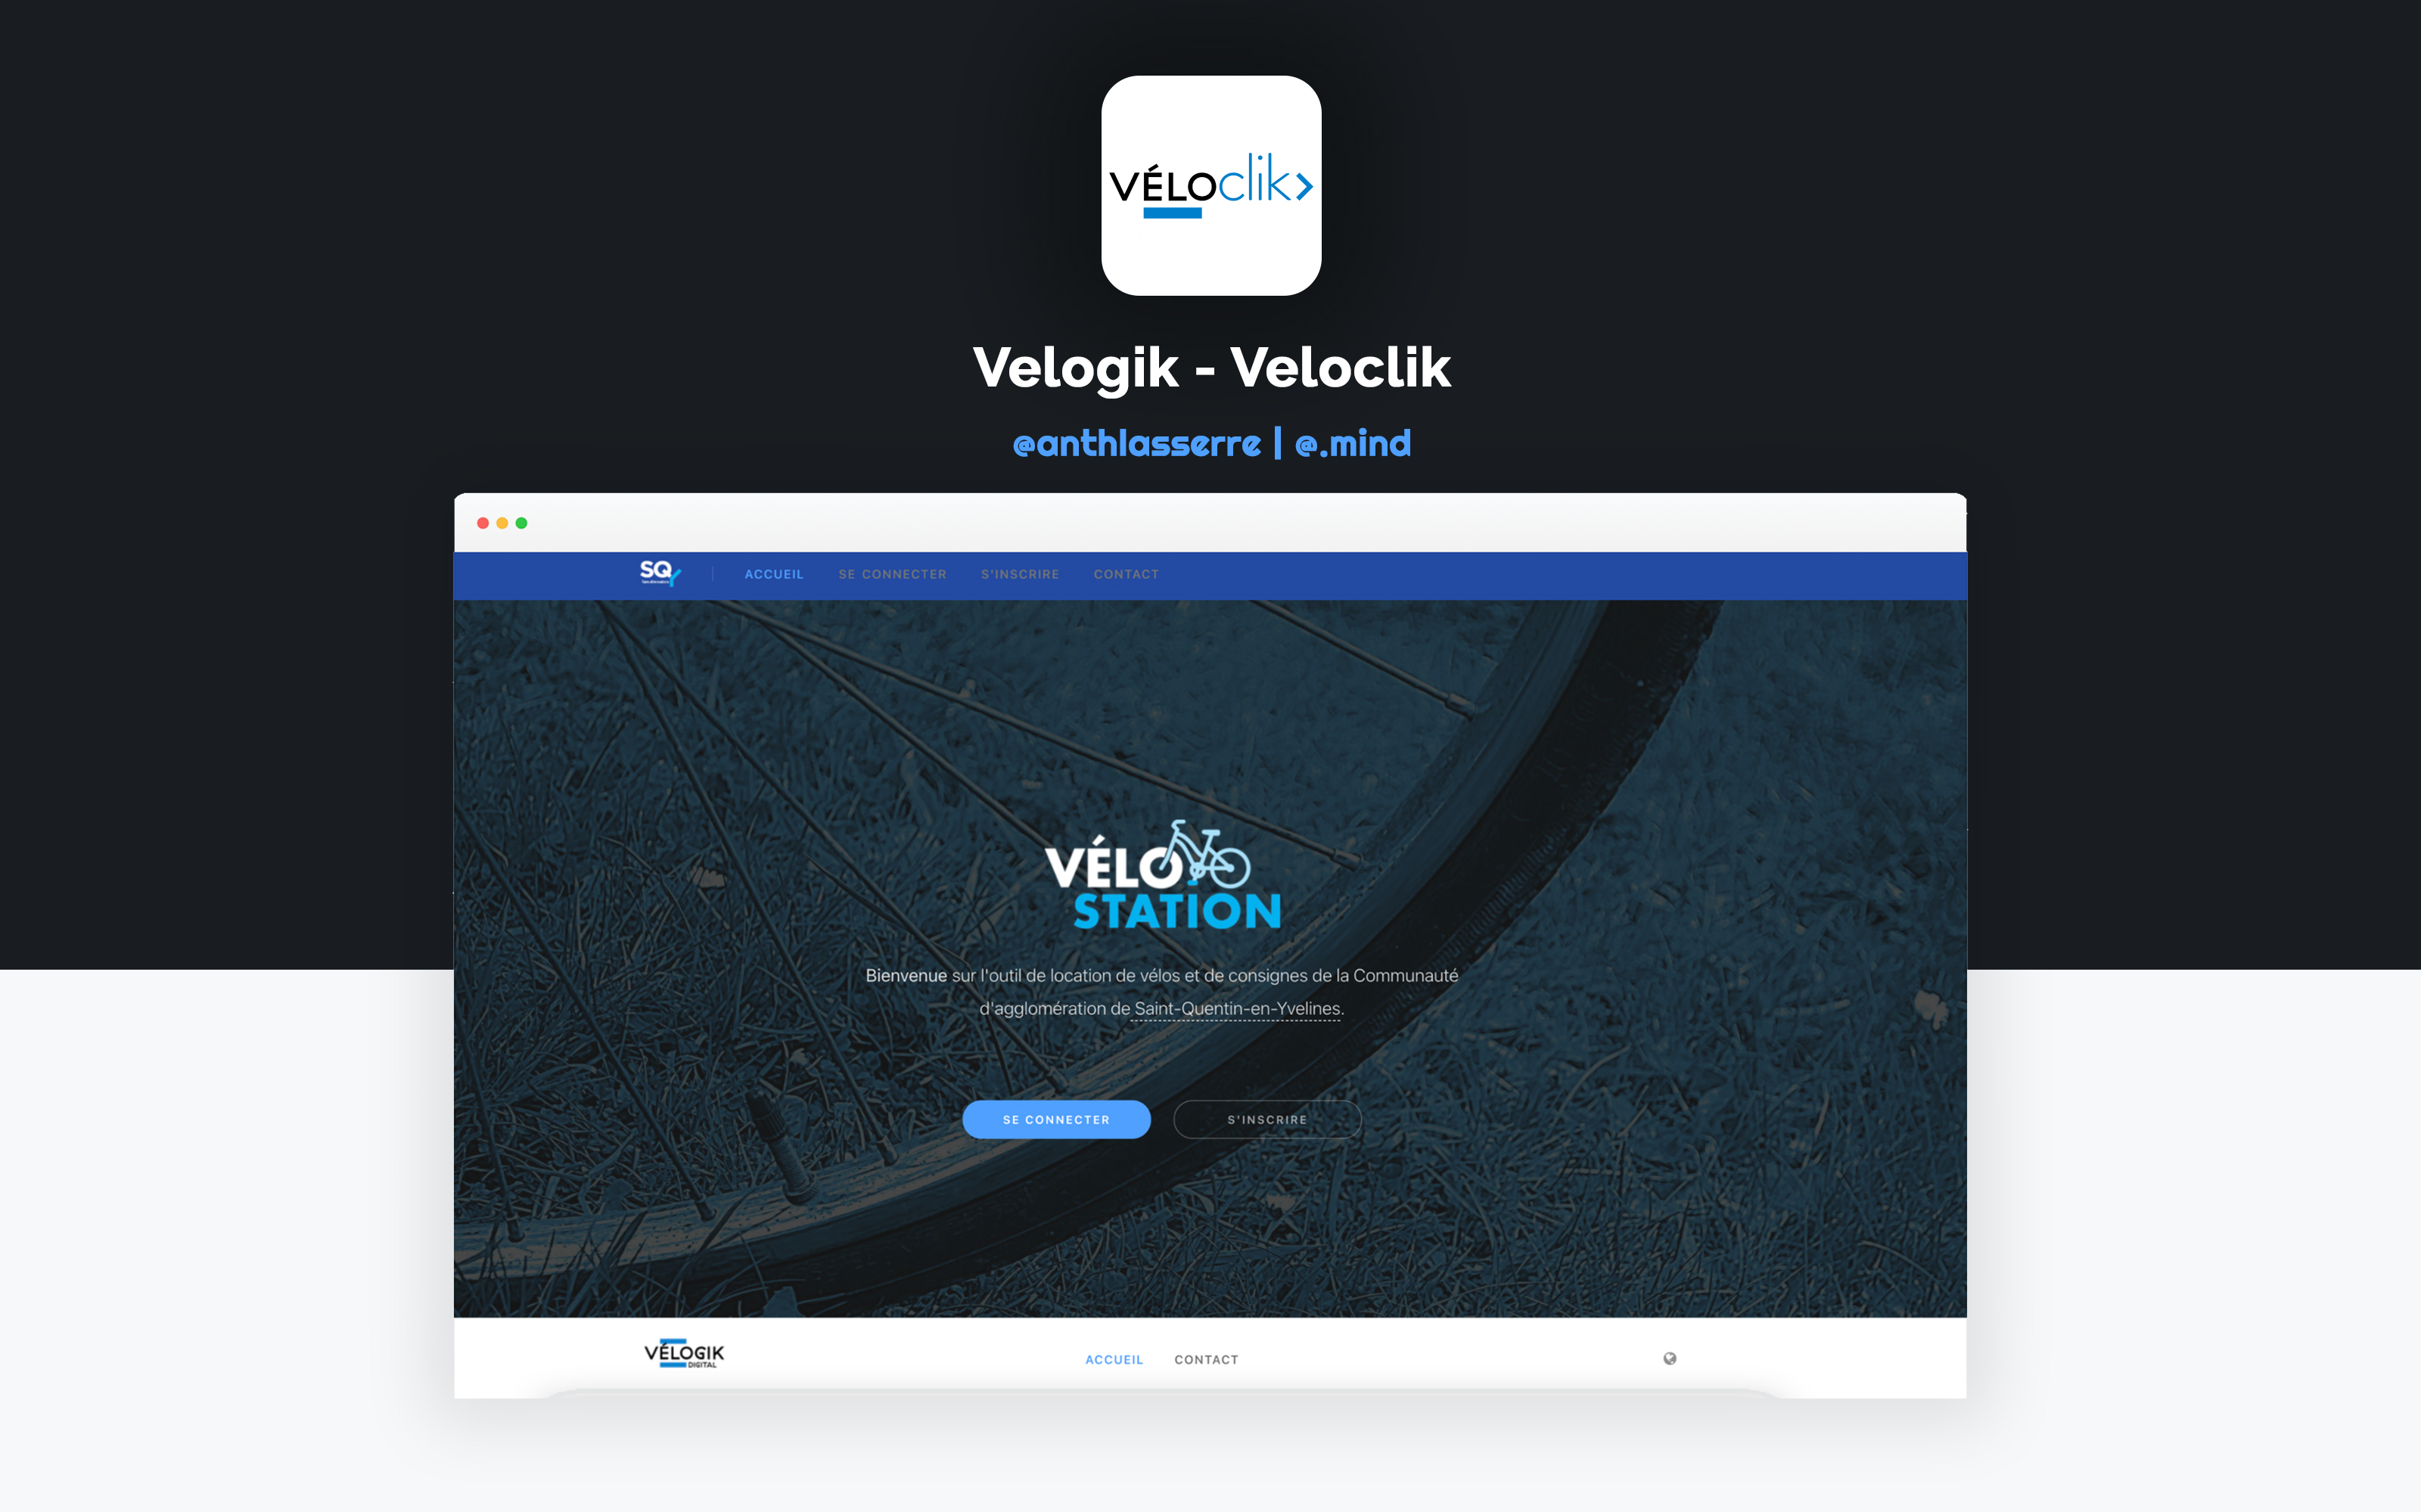 VÉLOclik
Velogik - Veloclik
@anthlasserre | @.mind
SQY
ACCUEIL SE CONNECTER S'INSCRIRE CONTACT
VÉLO
STATION
Bienvenue sur l'outil de location de vélos et de consignes de la Communauté
d'agglomération de Saint-Quentin-en-Yvelines.
SE CONNECTER S'INSCRIRE
VÉLOGIK
DIGITAL
ACCUEIL CONTACT